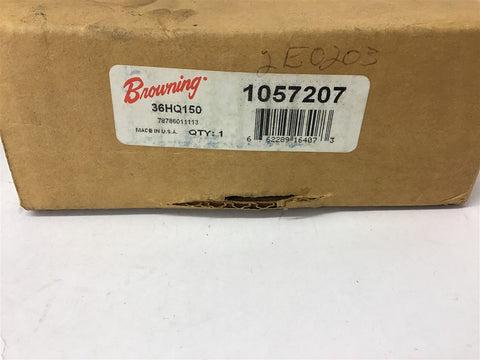 2E0203
Browning
36HQ150
1057207
78786011113
MADE IN U.S.A. QTY: 1
6 62289 16407 3